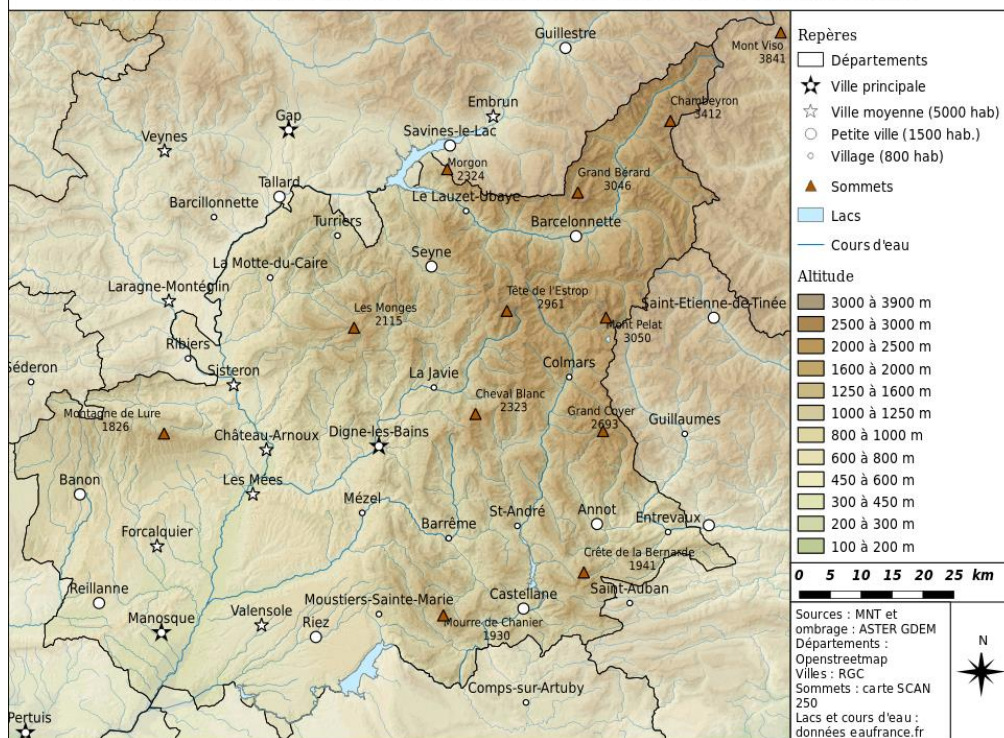 Guillestre
Mont Viso
3841
Embrun
Chambeyron
3412
Gap
Veynes
Savines-le-Lac
Morgon
2324
Grand Bérard
3046
Tallard
Le Lauzet-Ubaye
Barcillonnette
Turriers
Barcelonnette
Seyne
La Motte-du-Caire
Laragne-Montéglin
Tête de l'Estrop
2961
Saint-Etienne-de-Tinée
Les Monges
2115
Mont Pelat
3050
Ribiers
Colmars
Séderon
Sisteron
La Javie
Cheval Blanc
2323
Montagne de Lure
1826
Grand Coyer
2693
Guillaumes
Château-Arnoux
Digne-les-Bains
Banon
Les Mées
Mézel
St-André
Annot
Entrevaux
Barrême
Forcalquier
Crête de la Bernarde
1941
Reillanne
Moustiers-Sainte-Marie
Castellane
Saint-Auban
Manosque
Valensole
Riez
Mourre de Chanier
1930
Comps-sur-Artuby
Pertuis
Repères
Départements
Ville principale
Ville moyenne (5000 hab)
Petite ville (1500 hab.)
Village (800 hab)
Sommets
Lacs
Cours d'eau
Altitude
3000 à 3900 m
2500 à 3000 m
2000 à 2500 m
1600 à 2000 m
1250 à 1600 m
1000 à 1250 m
800 à 1000 m
600 à 800 m
450 à 600 m
300 à 450 m
200 à 300 m
100 à 200 m
0 5 10 15 20 25 km
Sources : MNT et
ombrage : ASTER GDEM
Départements :
Openstreetmap
Villes : RGC
Sommets : carte SCAN
250
Lacs et cours d'eau :
données eaufrance.fr
N